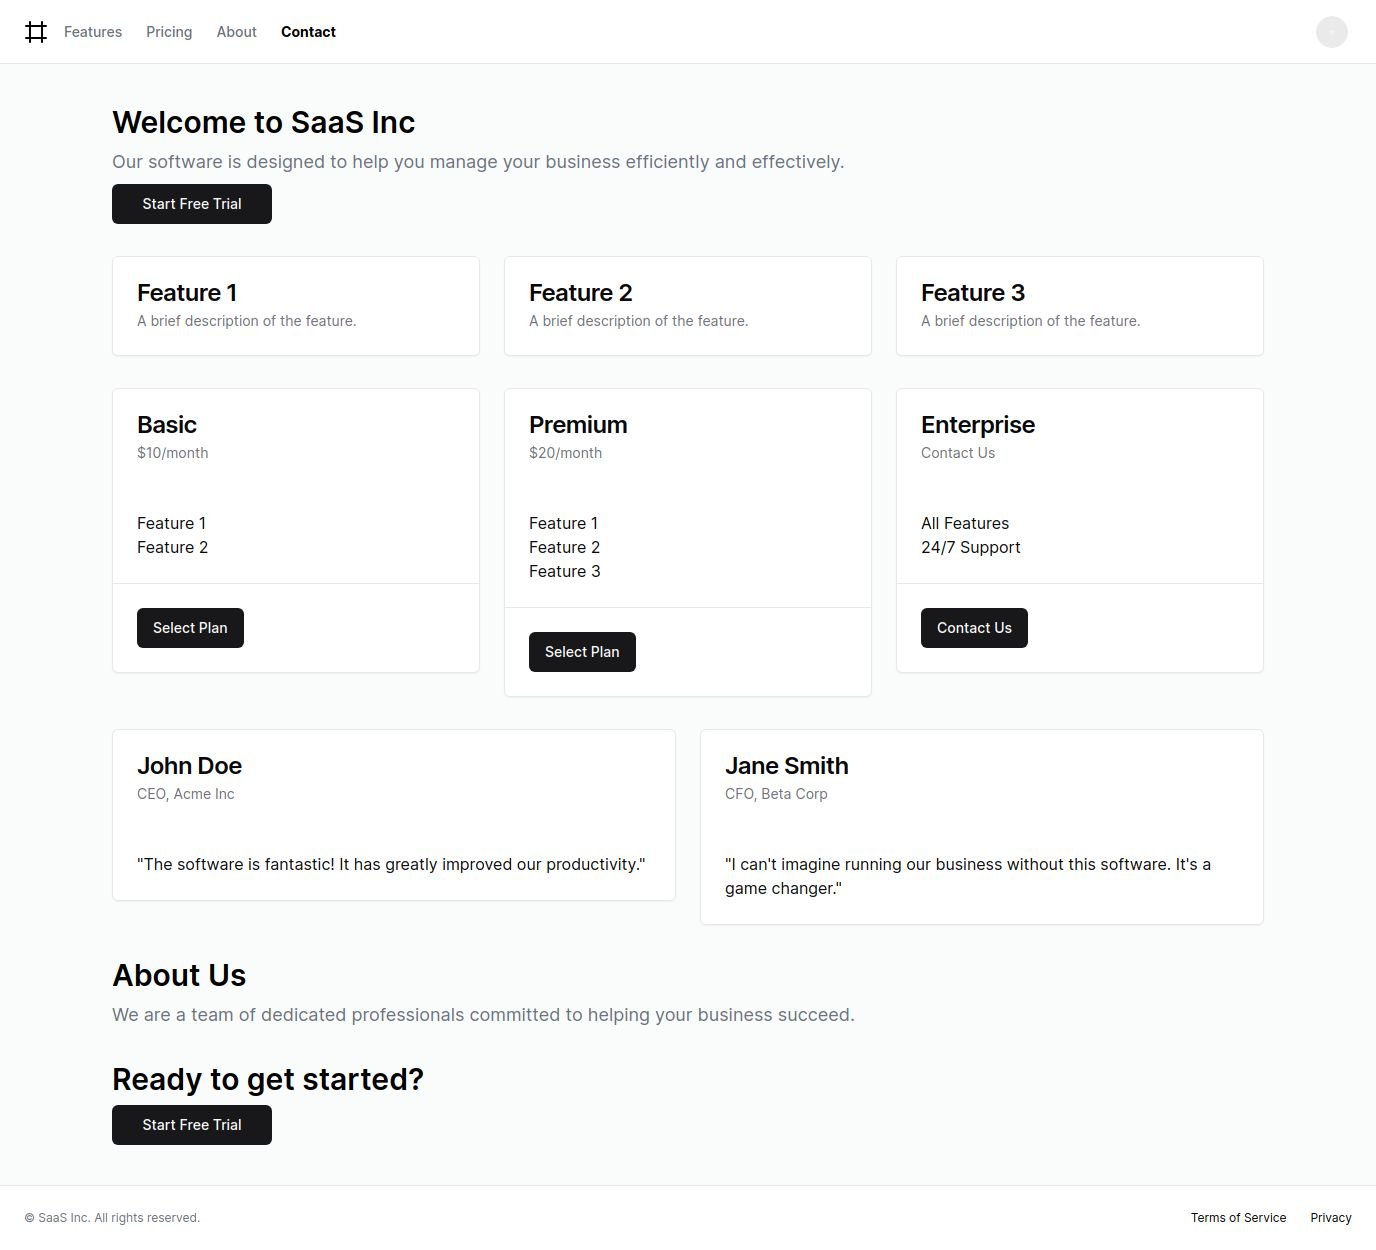 Features Pricing About Contact
Welcome to SaaS Inc
Our software is designed to help you manage your business efficiently and effectively.
Start Free Trial
Feature 1
A brief description of the feature.
Feature 2
A brief description of the feature.
Feature 3
A brief description of the feature.
Basic
$10/month
Feature 1
Feature 2
Select Plan
Premium
$20/month
Feature 1
Feature 2
Feature 3
Select Plan
Enterprise
Contact Us
All Features
24/7 Support
Contact Us
John Doe
CEO, Acme Inc
"The software is fantastic! It has greatly improved our productivity."
Jane Smith
CFO, Beta Corp
"I can't imagine running our business without this software. It's a
game changer."
About Us
We are a team of dedicated professionals committed to helping your business succeed.
Ready to get started?
Start Free Trial
© SaaS Inc. All rights reserved.
Terms of Service Privacy